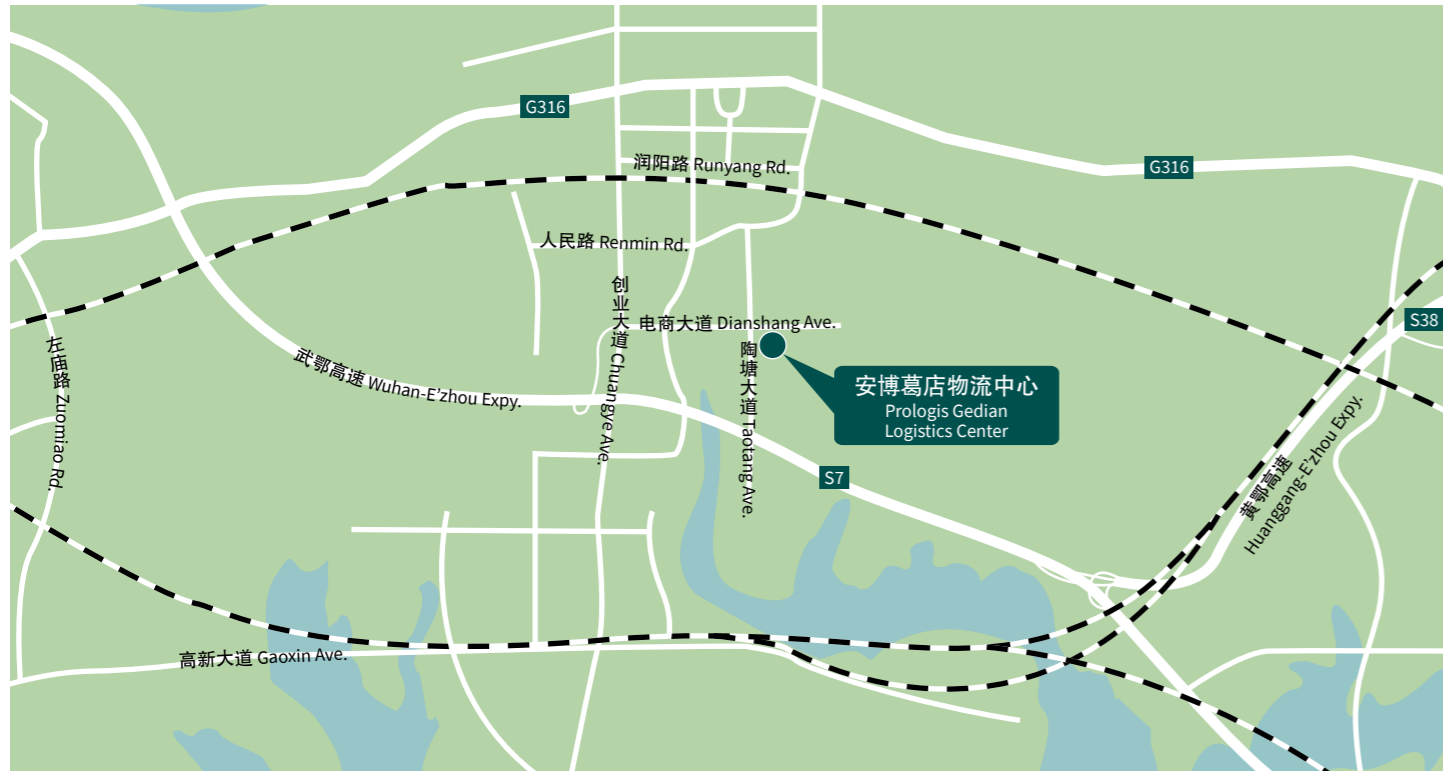 G316
润阳路 Runyang Rd.
G316
人民路 Renmin Rd.
创业大道 Chuangye Ave.
电商大道 Dianshang Ave.
S38
左庙路 Zuomiao Rd.
武鄂高速 Wuhan-E’zhou Expy.
陶塘大道 Taotang Ave.
安博葛店物流中心
Prologis Gedian
Logistics Center
S7
黄鄂高速
Huanggang-E’zhou Expy.
高新大道 Gaoxin Ave.